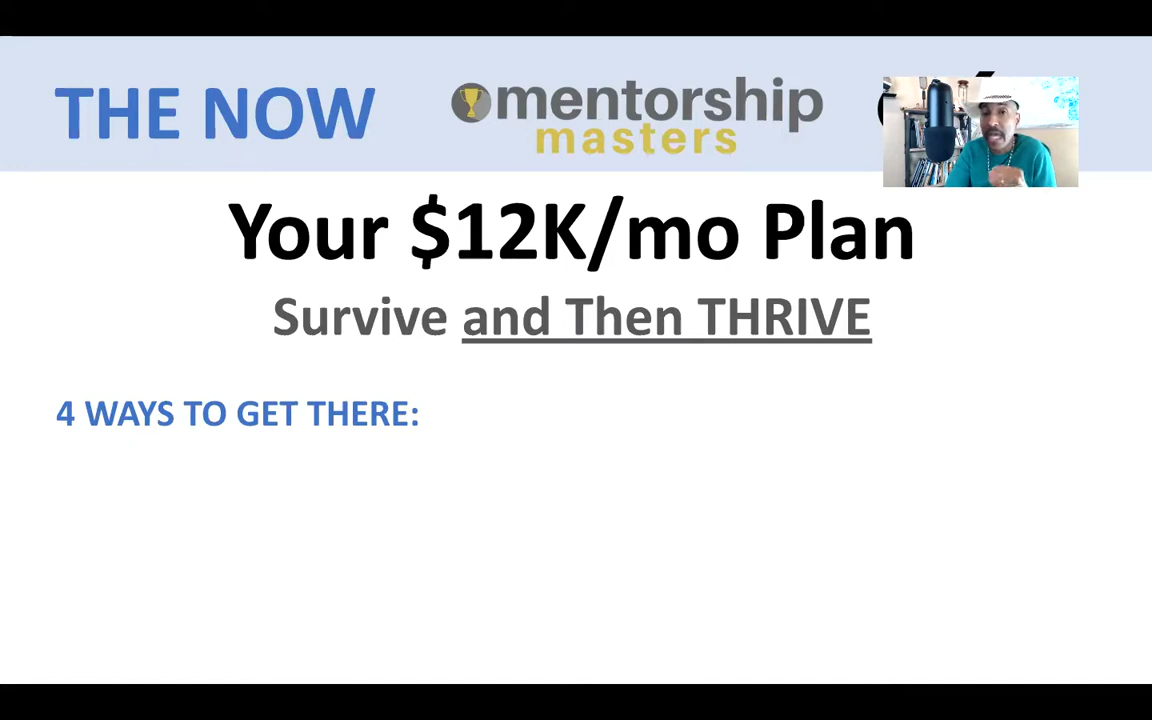 THE NOW
mentorship
masters
Your $12K/mo Plan
Survive and Then THRIVE
4 WAYS TO GET THERE: